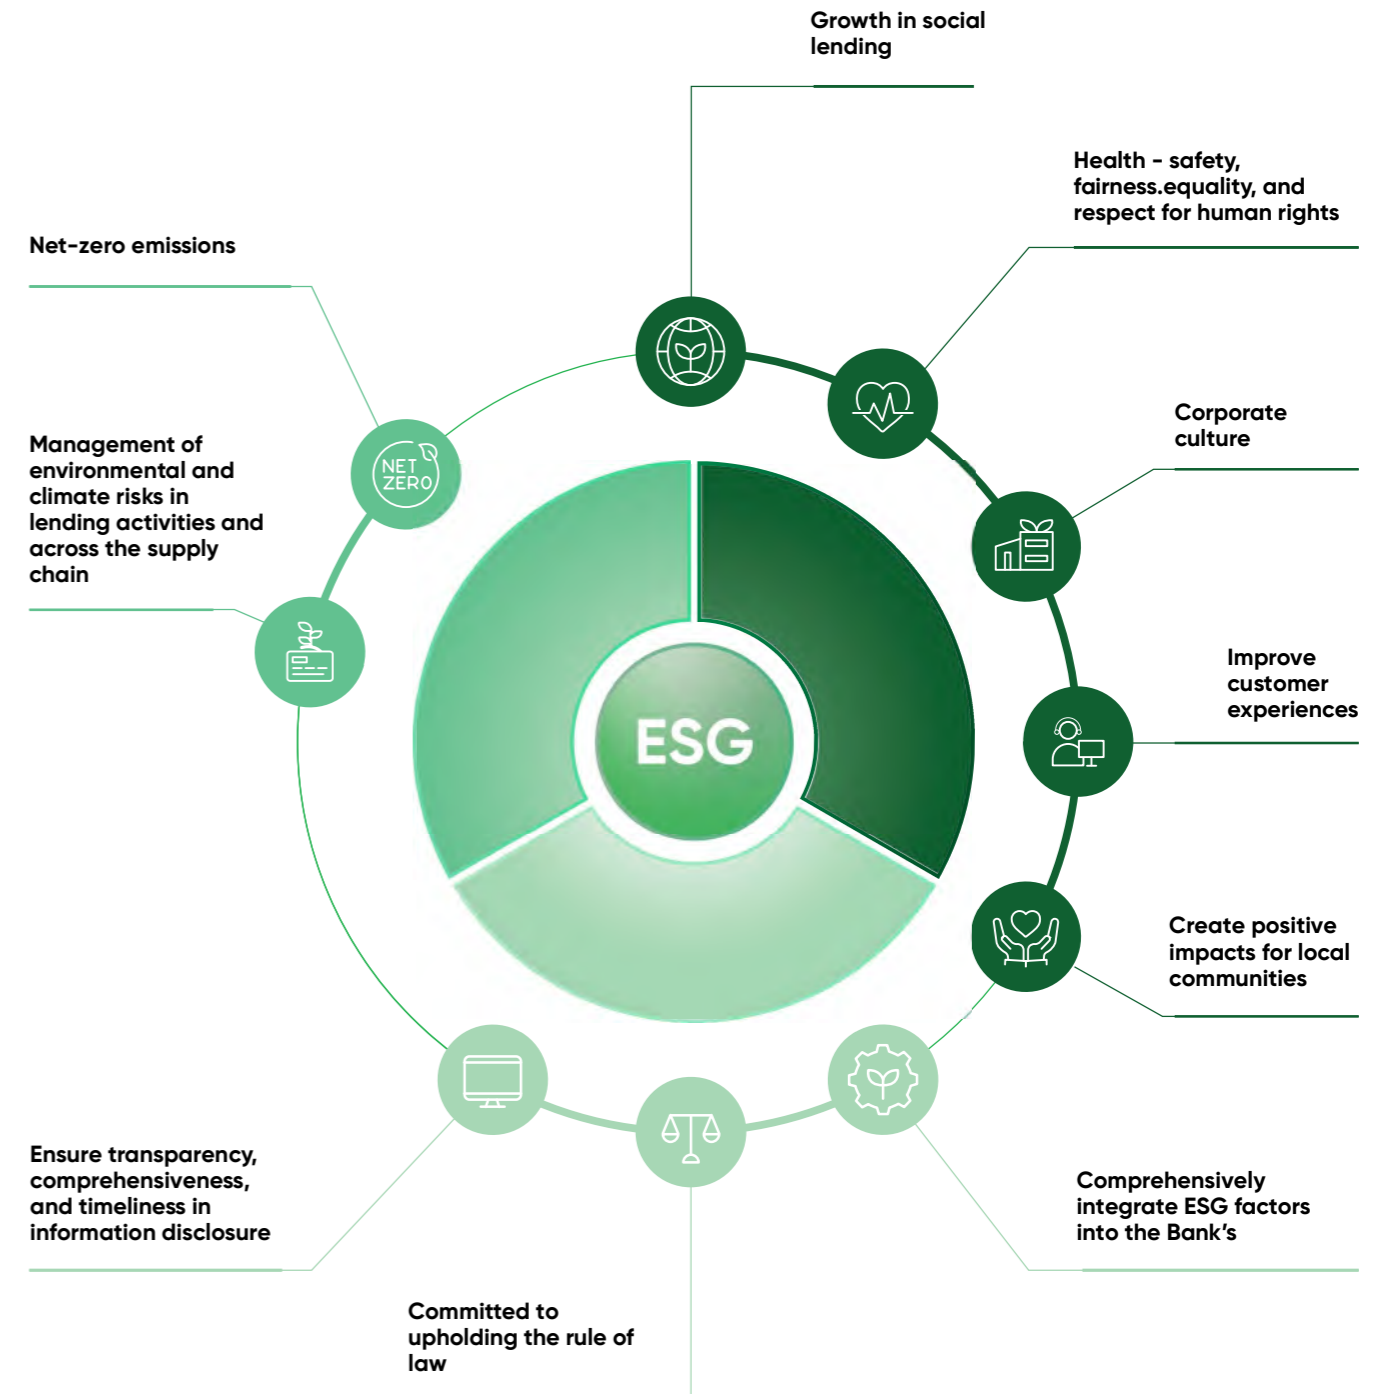 Growth in social
lending
Health - safety,
fairness.equality, and
respect for human rights
Net-zero emissions
Corporate
culture
Management of
environmental and
climate risks in
lending activities and
across the supply
chain
NET
ZERO
Improve
customer
experiences
ESG
Create positive
impacts for local
communities
Ensure transparency,
comprehensiveness,
and timeliness in
information disclosure
Comprehensively
integrate ESG factors
into the Bank’s
Committed to
upholding the rule of
law